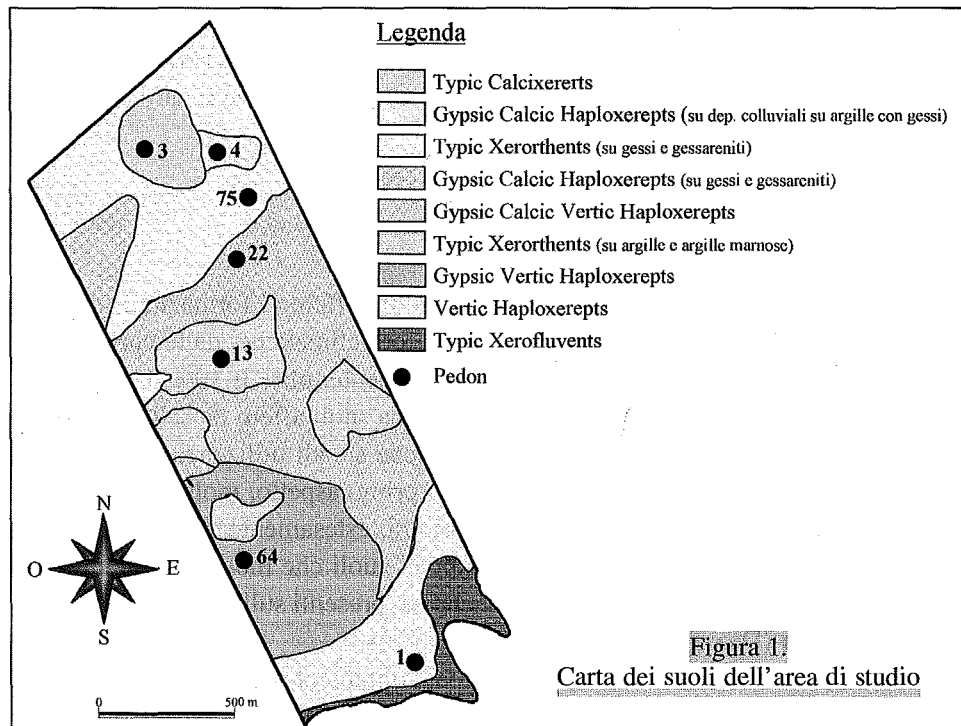 Legenda
Typic Calcixererts
Gypsic Calcic Haploxerepts (su dep. colluviali su argille con gessi)
Typic Xerorthents (su gessi e gessareniti)
Gypsic Calcic Haploxerepts (su gessi e gessareniti)
Gypsic Calcic Vertic Haploxerepts
Typic Xerorthents (su argille e argille marnose)
Gypsic Vertic Haploxerepts
Vertic Haploxerepts
Typic Xerofluvents
Pedon
3
4
75
22
13
64
1
N
O
E
S
0
500 m
Figura 1.
Carta dei suoli dell'area di studio